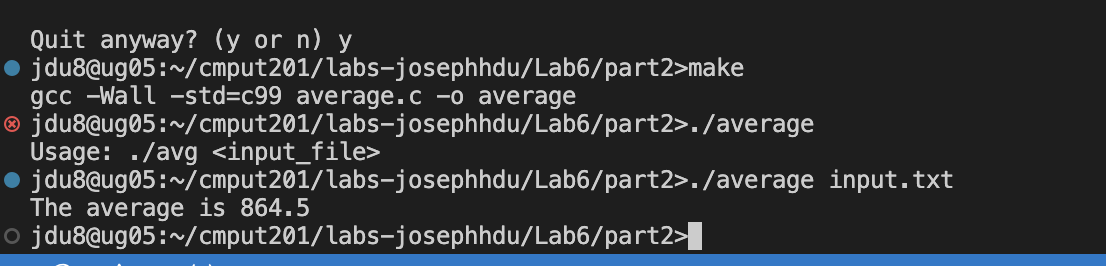 Quit anyway? (y or n) y
jdu8@ug05:~/cmput201/labs-josephhdu/Lab6/part2>make
gcc -Wall -std=c99 average.c -o average
jdu8@ug05:~/cmput201/labs-josephhdu/Lab6/part2>./average
Usage: ./avg <input_file>
jdu8@ug05:~/cmput201/labs-josephhdu/Lab6/part2>./average input.txt
The average is 864.5
jdu8@ug05:~/cmput201/labs-josephhdu/Lab6/part2>